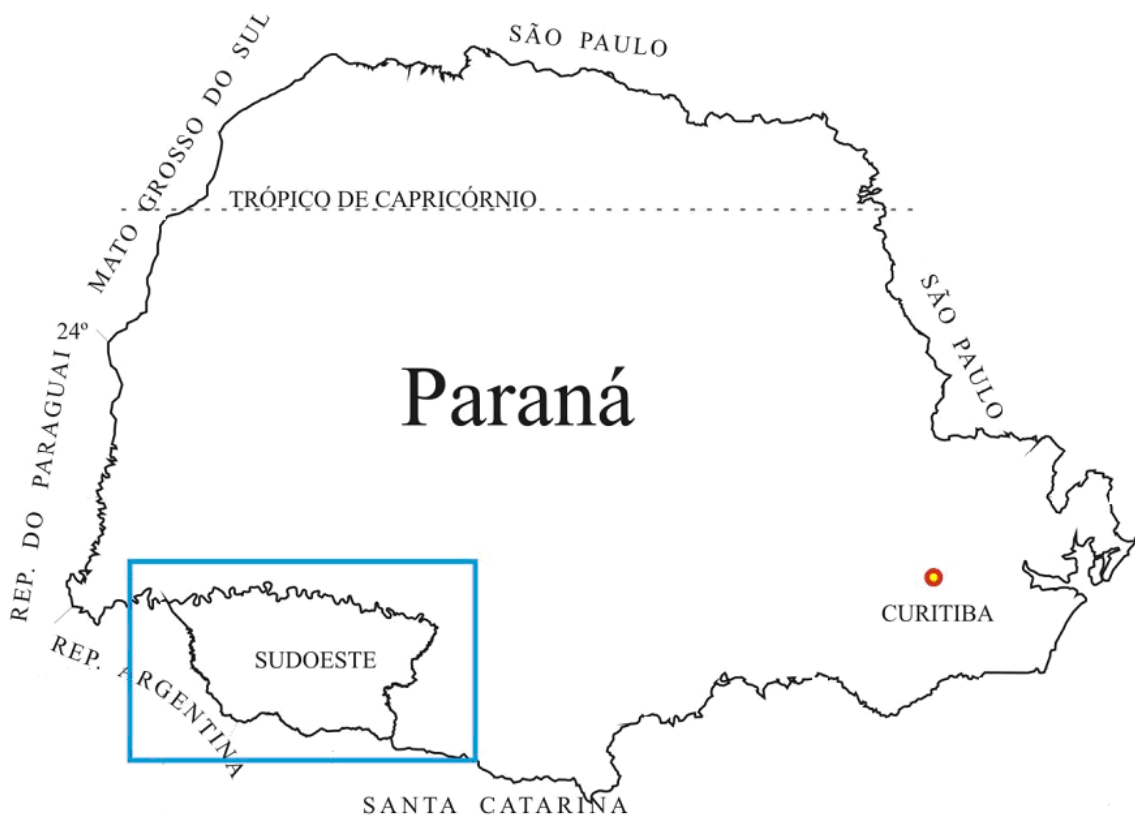 SÃO PAULO
MATO GROSSO DO SUL
TRÓPICO DE CAPRICÓRNIO
SÃO PAULO
24º
Paraná
REP. DO PARAGUAI
CURITIBA
SUDOESTE
REP. ARGENTINA
SANTA CATARINA